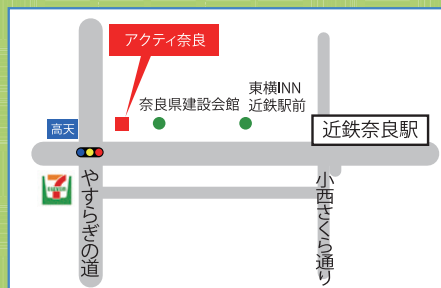 アクティ奈良
奈良県建設会館
東横INN
近鉄駅前
高天
近鉄奈良駅
7
ELEVEN
やすらぎの道
小西さくら通り